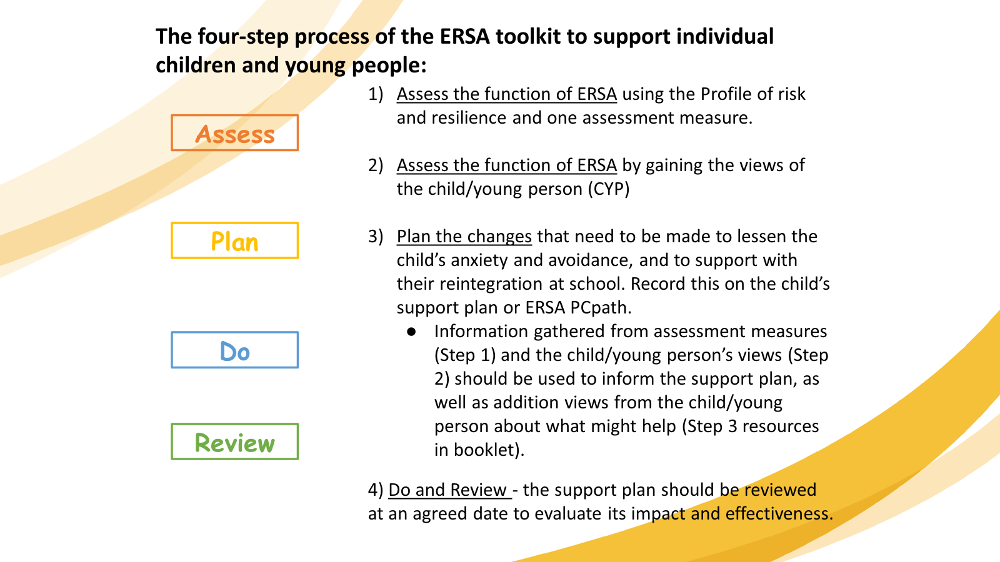 The four-step process of the ERSA toolkit to support individual
children and young people:
Assess
Plan
Do
Review
1) Assess the function of ERSA using the Profile of risk
and resilience and one assessment measure.
2) Assess the function of ERSA by gaining the views of
the child/young person (CYP)
3) Plan the changes that need to be made to lessen the
child’s anxiety and avoidance, and to support with
their reintegration at school. Record this on the child’s
support plan or ERSA PCpath.
● Information gathered from assessment measures
(Step 1) and the child/young person’s views (Step
2) should be used to inform the support plan, as
well as addition views from the child/young
person about what might help (Step 3 resources
in booklet).
4) Do and Review - the support plan should be reviewed
at an agreed date to evaluate its impact and effectiveness.